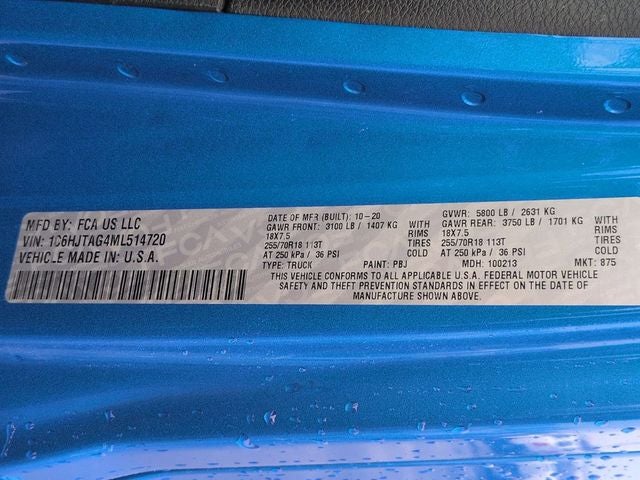 MFD BY: FCA US LLC
VIN: 1C6HJTAG4ML514720
VEHICLE MADE IN: U.S.A.
DATE OF MFR (BUILT): 10-20 GVWR: 5800 LB / 2631 KG
GAWR FRONT: 3100 LB / 1407 KG WITH GAWR REAR: 3750 LB / 1701 KG WITH
18X7.5 RIMS 18X7.5 RIMS
255/70R18 113T TIRES 255/70R18 113T TIRES
AT 250 kPa / 36 PSI COLD AT 250 kPa / 36 PSI COLD
TYPE: TRUCK PAINT: PBJ MDH: 100213 MKT: 875
THIS VEHICLE CONFORMS TO ALL APPLICABLE U.S.A. FEDERAL MOTOR VEHICLE
SAFETY AND THEFT PREVENTION STANDARDS IN EFFECT ON THE DATE OF
MANUFACTURE SHOWN ABOVE.